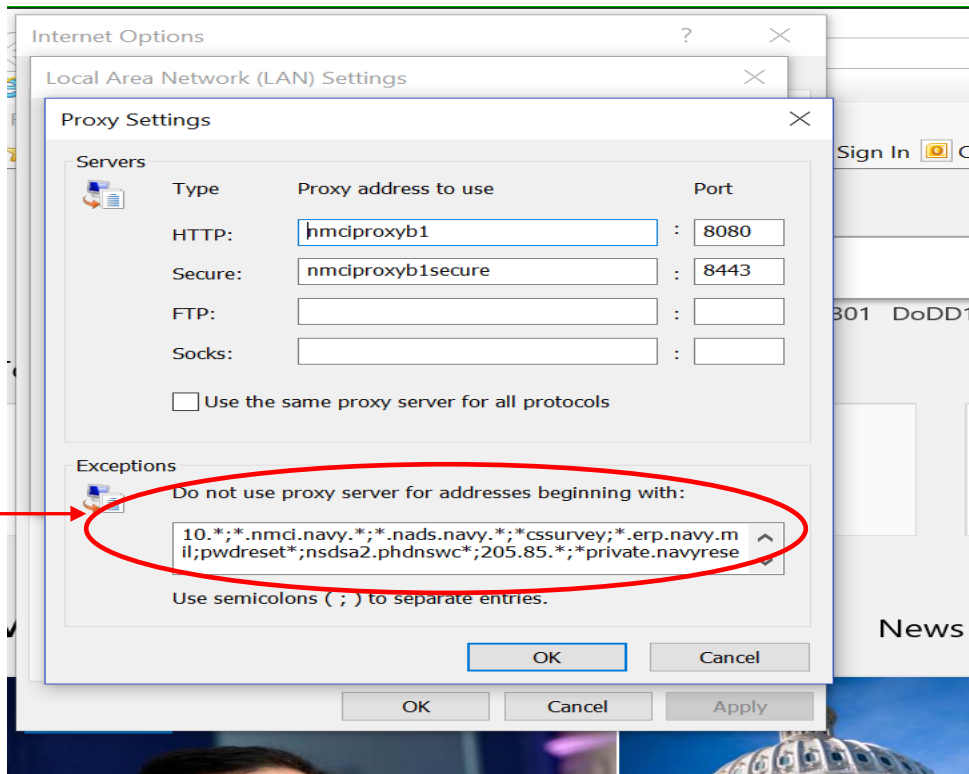 Internet Options ?
Local Area Network (LAN) Settings
Proxy Settings
Sign In
Servers
Type Proxy address to use Port
HTTP: nmciproxyb1 : 8080
Secure: nmciproxyb1secure : 8443
FTP: :
301 DoDD1
Socks: :
Use the same proxy server for all protocols
Exceptions
Do not use proxy server for addresses beginning with:
10.*;*.nmci.navy.*;*.nads.navy.*;*cssurvey;*.erp.navy.m
il;pwdreset*;nsdsa2.phdnswc*;205.85.*;*private.navyrese
Use semicolons ( ; ) to separate entries.
News
OK Cancel
OK Cancel Apply